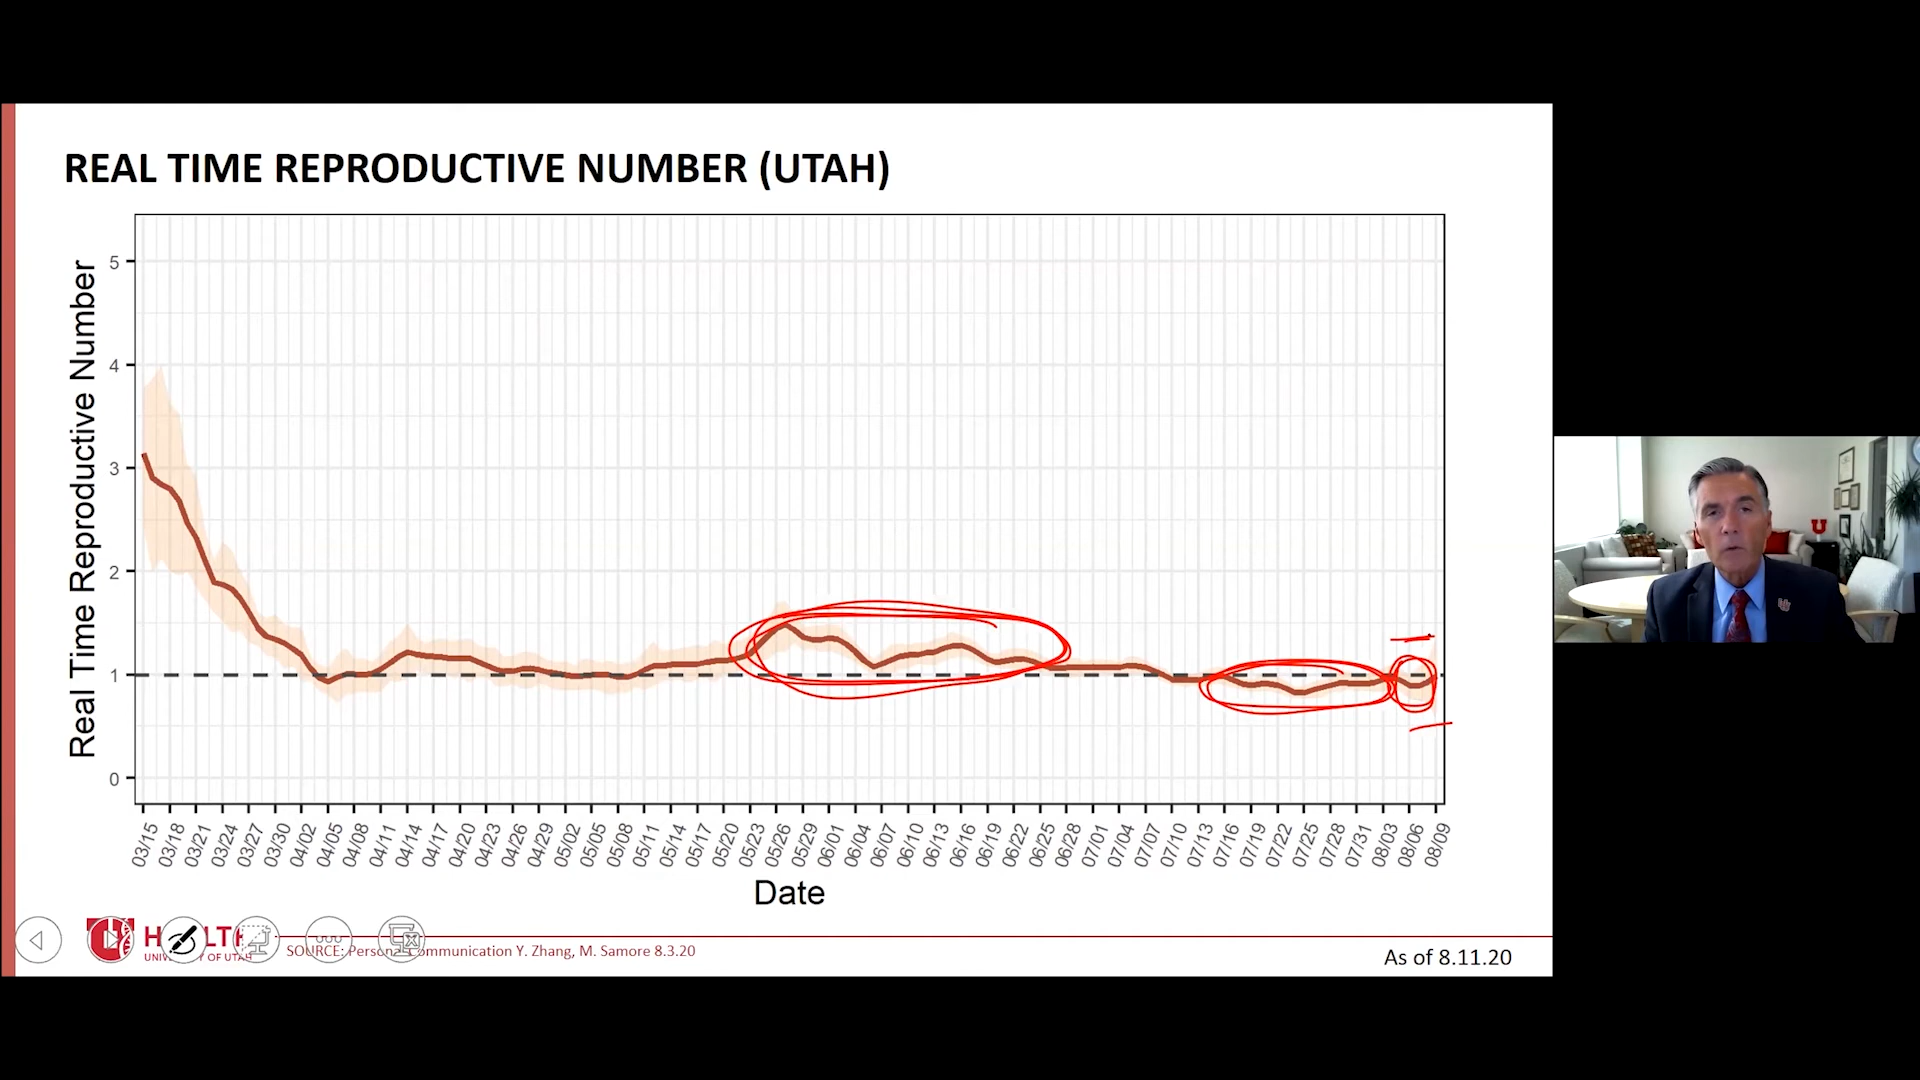 REAL TIME REPRODUCTIVE NUMBER (UTAH)
Real Time Reproductive Number
5
4
3
2
1
0
03/15 03/18 03/21 03/24 03/27 03/30 04/02 04/05 04/08 04/11 04/14 04/17 04/20 04/23 04/26 04/29 05/02 05/05 05/08 05/11 05/14 05/17 05/20 05/23 05/26 05/29 06/01 06/04 06/07 06/10 06/13 06/16 06/19 06/22 06/25 06/28 07/01 07/04 07/07 07/10 07/13 07/16 07/19 07/22 07/25 07/28 07/31 08/03 08/06 08/09
Date
HEALTH
UNIVERSITY OF UTAH
SOURCE: Personal Communication Y. Zhang, M. Samore 8.3.20
As of 8.11.20
U